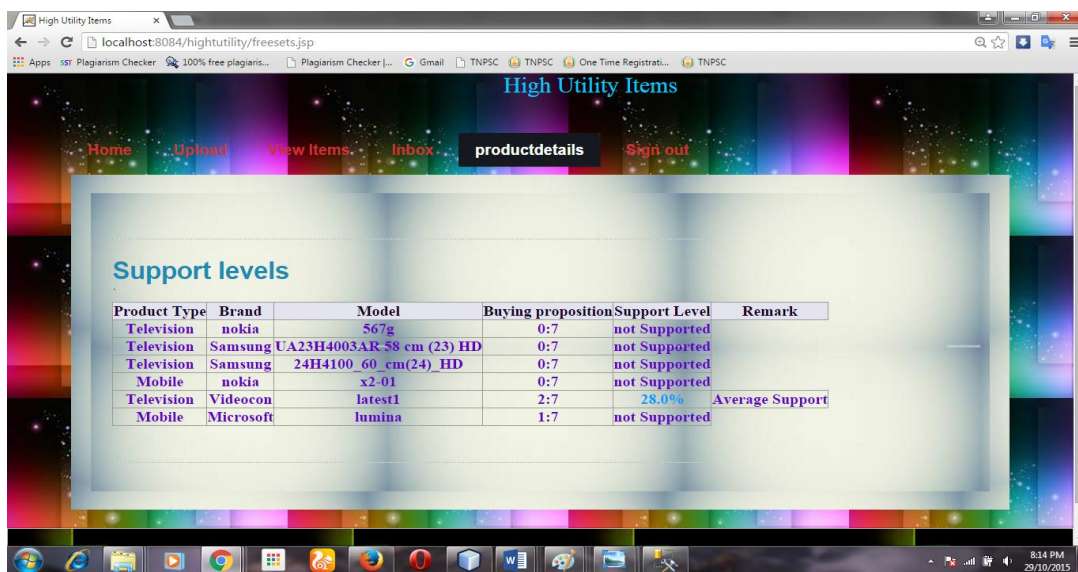 High Utility Items
localhost:8084/hightutility/freesets.jsp
Apps SST Plagiarism Checker 100% free plagiaris... Plagiarism Checker |... Gmail TNPSC TNPSC One Time Registrati... TNPSC
High Utility Items
Home Upload View Items Inbox productdetails Sign out
Support levels
Product Type Brand Model Buying proposition Support Level Remark
Television nokia 567g 0:7 not Supported
Television Samsung UA23H4003AR 58 cm (23) HD 0:7 not Supported
Television Samsung 24H4100_60_cm(24)_HD 0:7 not Supported
Mobile nokia x2-01 0:7 not Supported
Television Videocon latest1 2:7 28.0% Average Support
Mobile Microsoft lumina 1:7 not Supported
8:14 PM
29/10/2015